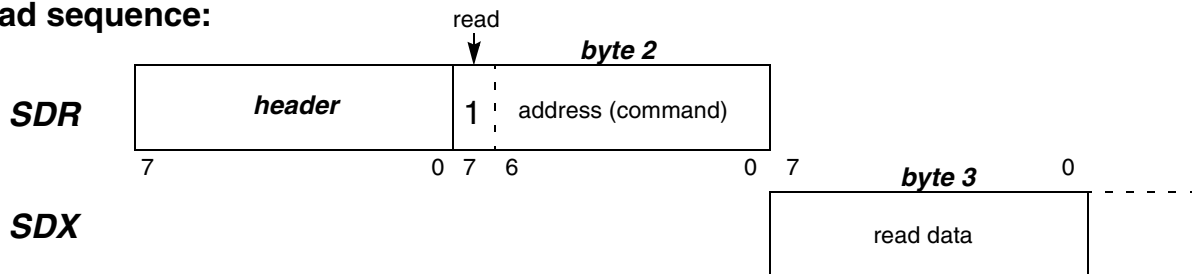 ad sequence:
read
byte 2
SDR header 1 address (command)
7 0 7 6 0 7 0
byte 3
SDX read data